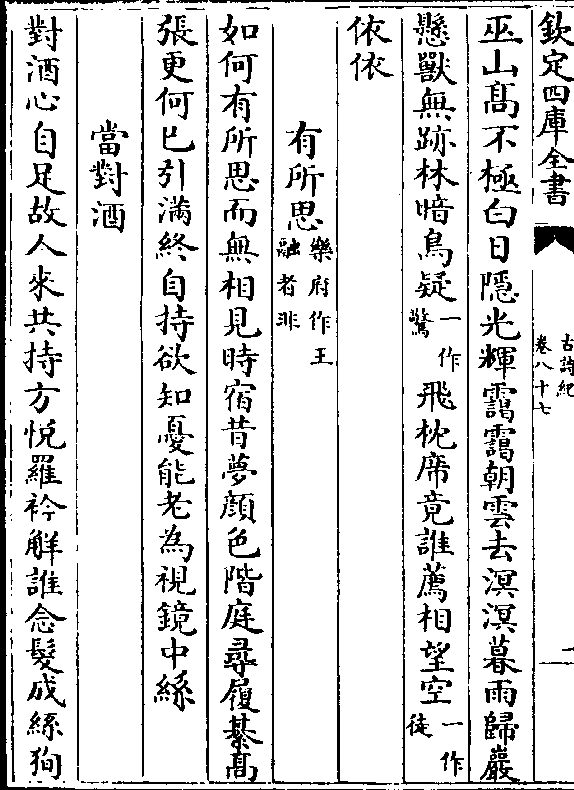 欽定四庫全書
古詩紀
卷八十七
巫山髙不極白日隱光輝靄靄朝雲去溟溟暮雨歸巖
懸獸無跡林暗鳥疑一作驚飛枕席竟誰薦相望空一作徒
依依
有所思樂府作王融者非
如何有所思而無相見時宿昔夢顔色階庭尋履綦髙
張更何已引滿終自持欲知憂能老為視鏡中絲
當對酒
對酒心自足故人來共持方悦羅衿解誰念髮成絲狥